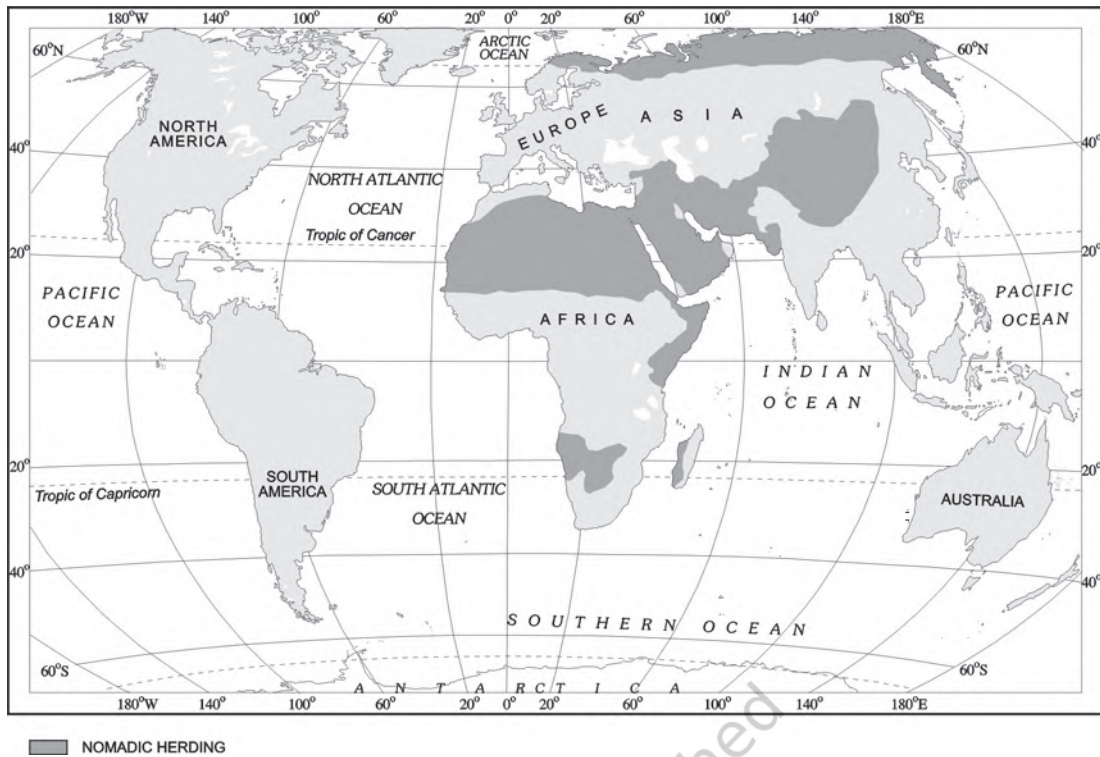 180°W 140° 100° 60° 20° 0° 20° 60° 100° 140° 180°E
ARCTIC
OCEAN
60°N
60°N
NORTH
AMERICA
EUROPE
ASIA
40°
40°
NORTH ATLANTIC
OCEAN
Tropic of Cancer
20°
20°
PACIFIC
OCEAN
AFRICA
PACIFIC
OCEAN
INDIAN
OCEAN
20°
20°
Tropic of Capricorn
SOUTH
AMERICA
SOUTH ATLANTIC
OCEAN
AUSTRALIA
40°
40°
SOUTHERN OCEAN
60°S
60°S
ANTARCTICA
180°W 140° 100° 60° 20° 0° 20° 60° 100° 140° 180°E
NOMADIC HERDING